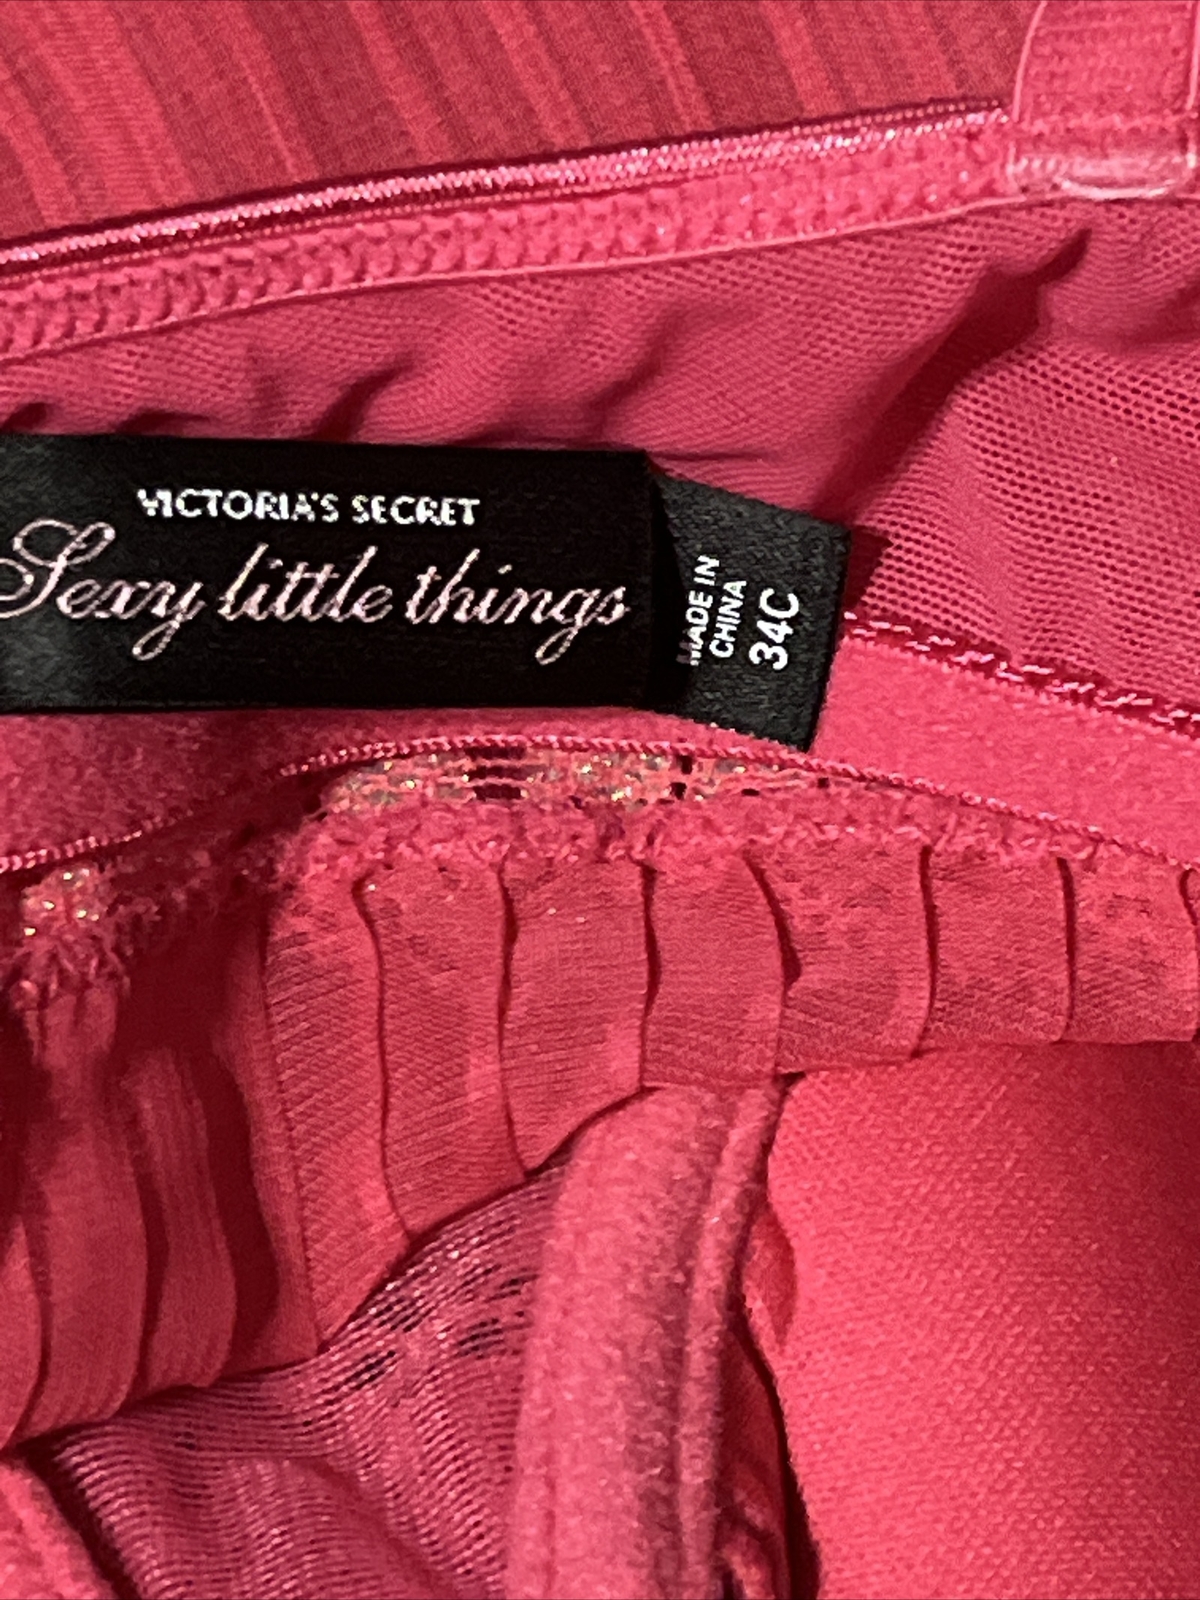 VICTORIA'S SECRET
Sexy little things
MADE IN
CHINA
34C